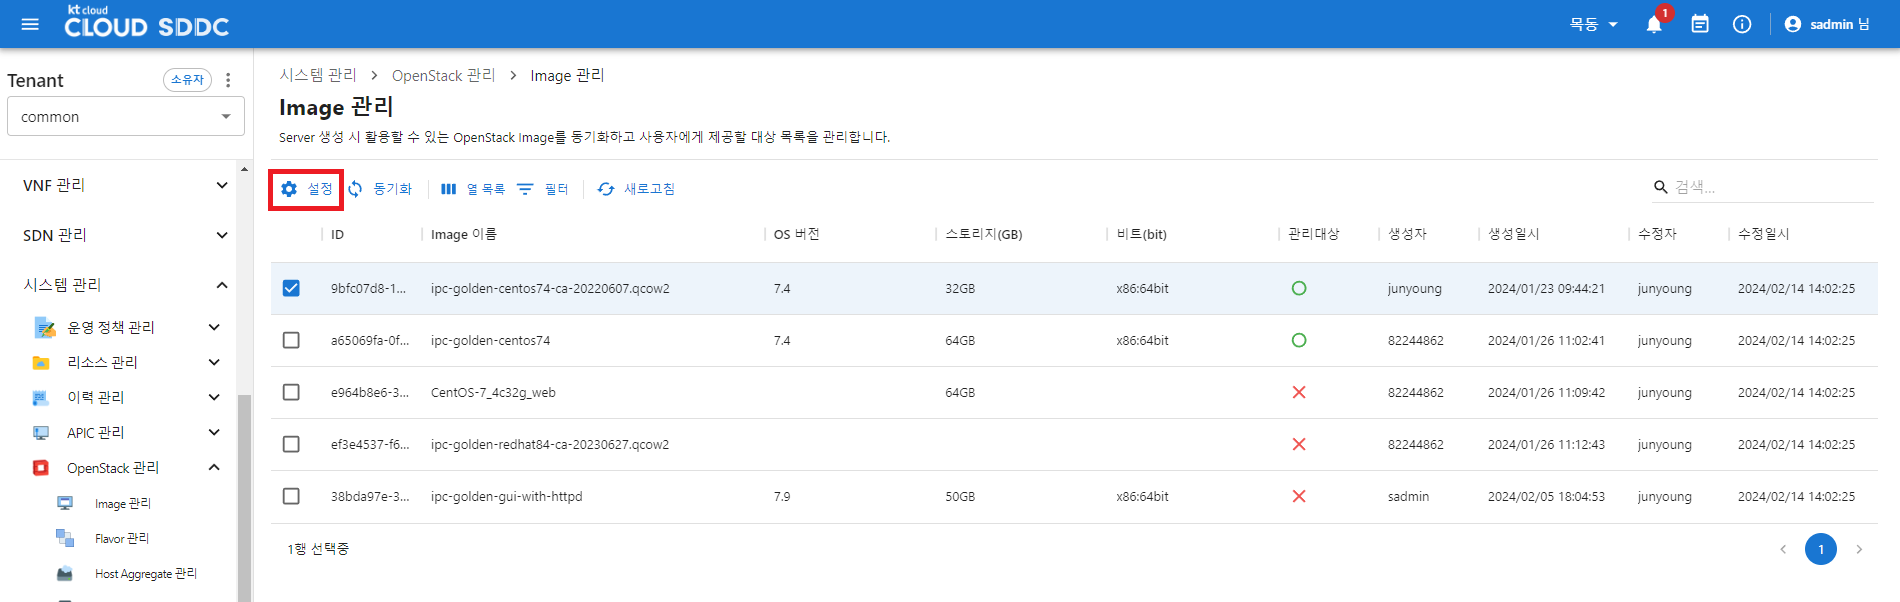 kt cloud
CLOUD SDDC
목동
1
sadmin 님
Tenant
소유자
common
VNF 관리
SDN 관리
시스템 관리
운영 정책 관리
리소스 관리
이력 관리
APIC 관리
OpenStack 관리
Image 관리
Flavor 관리
Host Aggregate 관리
시스템 관리 > OpenStack 관리 > Image 관리
Image 관리
Server 생성 시 활용할 수 있는 OpenStack Image를 동기화하고 사용자에게 제공할 대상 목록을 관리합니다.
설정 동기화 열 목록 필터 새로고침 검색...
ID Image 이름 OS 버전 스토리지(GB) 비트(bit) 관리대상 생성자 생성일시 수정자 수정일시
9bfc07d8-1... ipc-golden-centos74-ca-20220607.qcow2 7.4 32GB x86:64bit junyoung 2024/01/23 09:44:21 junyoung 2024/02/14 14:02:25
a65069fa-0f... ipc-golden-centos74 7.4 64GB x86:64bit 82244862 2024/01/26 11:02:41 junyoung 2024/02/14 14:02:25
e964b8e6-3... CentOS-7_4c32g_web 64GB 82244862 2024/01/26 11:09:42 junyoung 2024/02/14 14:02:25
ef3e4537-f6... ipc-golden-redhat84-ca-20230627.qcow2 82244862 2024/01/26 11:12:43 junyoung 2024/02/14 14:02:25
38bda97e-3... ipc-golden-gui-with-httpd 7.9 50GB x86:64bit sadmin 2024/02/05 18:04:53 junyoung 2024/02/14 14:02:25
1행 선택중
1